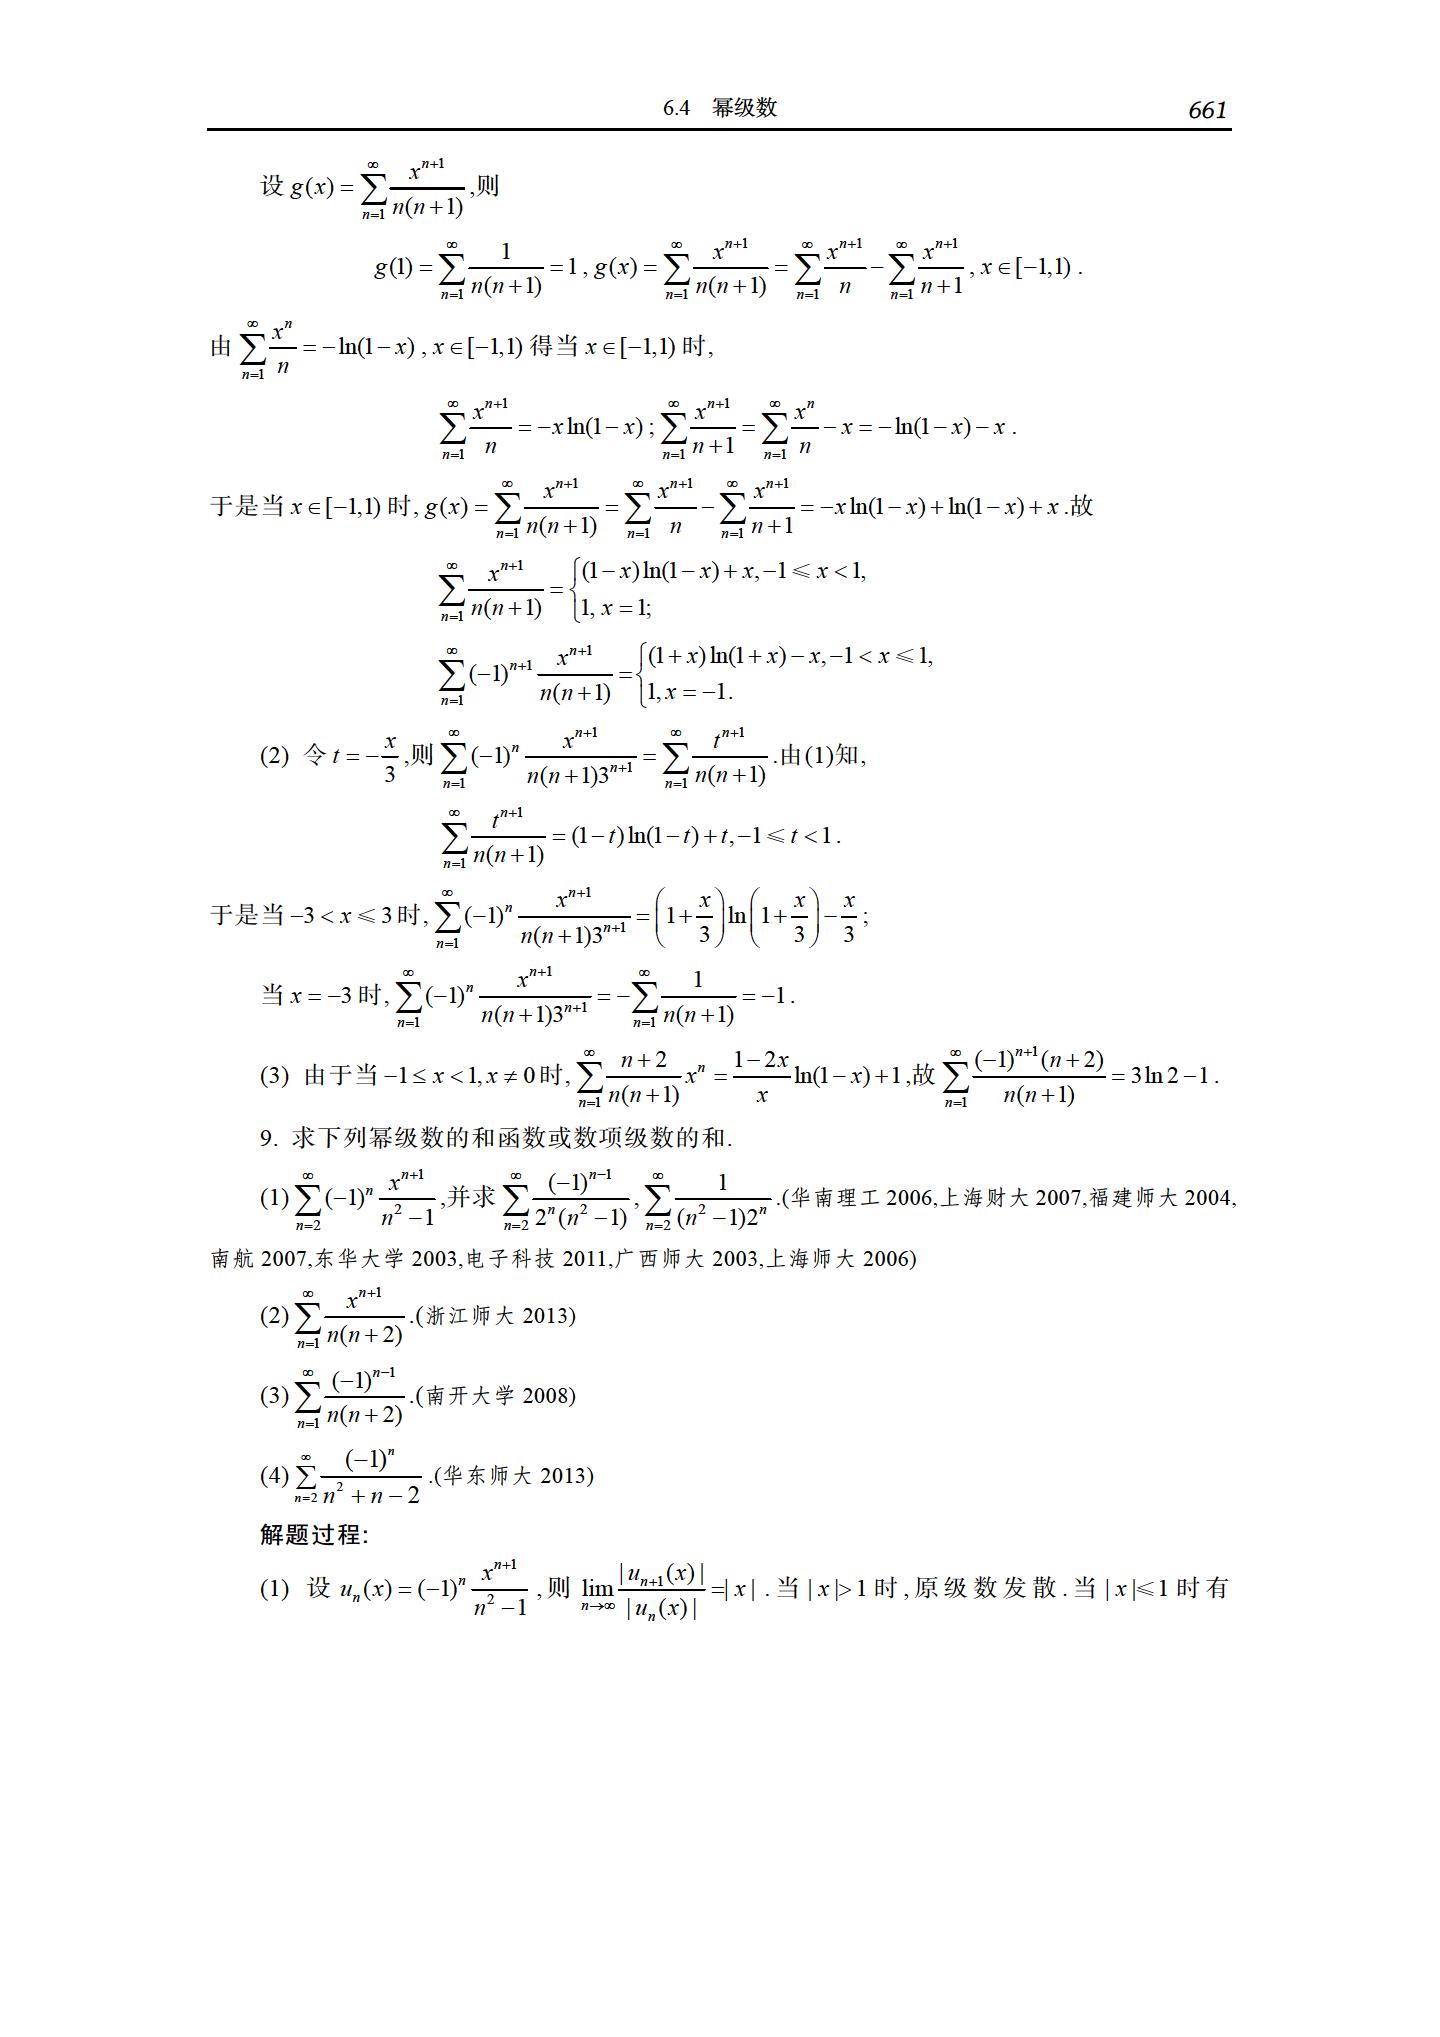 6.4 幂级数 661
设 $g(x)=\sum_{n=1}^{\infty}\frac{x^{n+1}}{n(n+1)}$,则
$g(1)=\sum_{n=1}^{\infty}\frac{1}{n(n+1)}=1$, $g(x)=\sum_{n=1}^{\infty}\frac{x^{n+1}}{n(n+1)}=\sum_{n=1}^{\infty}\frac{x^{n+1}}{n}-\sum_{n=1}^{\infty}\frac{x^{n+1}}{n+1}, x\in[-1,1)$.
由 $\sum_{n=1}^{\infty}\frac{x^n}{n}=-\ln(1-x), x\in[-1,1)$ 得当 $x\in[-1,1)$ 时,
$\sum_{n=1}^{\infty}\frac{x^{n+1}}{n}=-x\ln(1-x);\sum_{n=1}^{\infty}\frac{x^{n+1}}{n+1}=\sum_{n=1}^{\infty}\frac{x^n}{n}-x=-\ln(1-x)-x$.
于是当 $x\in[-1,1)$ 时, $g(x)=\sum_{n=1}^{\infty}\frac{x^{n+1}}{n(n+1)}=\sum_{n=1}^{\infty}\frac{x^{n+1}}{n}-\sum_{n=1}^{\infty}\frac{x^{n+1}}{n+1}=-x\ln(1-x)+\ln(1-x)+x$.故
$\sum_{n=1}^{\infty}\frac{x^{n+1}}{n(n+1)}=\begin{cases}(1-x)\ln(1-x)+x,-1\leqslant x<1,\\1,x=1;\end{cases}$
$\sum_{n=1}^{\infty}(-1)^{n+1}\frac{x^{n+1}}{n(n+1)}=\begin{cases}(1+x)\ln(1+x)-x,-1<x\leqslant 1,\\1,x=-1.\end{cases}$
(2) 令 $t=-\frac{x}{3}$,则 $\sum_{n=1}^{\infty}(-1)^n\frac{x^{n+1}}{n(n+1)3^{n+1}}=\sum_{n=1}^{\infty}\frac{t^{n+1}}{n(n+1)}$.由(1)知,
$\sum_{n=1}^{\infty}\frac{t^{n+1}}{n(n+1)}=(1-t)\ln(1-t)+t,-1\leqslant t<1$.
于是当 $-3<x\leqslant 3$ 时, $\sum_{n=1}^{\infty}(-1)^n\frac{x^{n+1}}{n(n+1)3^{n+1}}=\left(1+\frac{x}{3}\right)\ln\left(1+\frac{x}{3}\right)-\frac{x}{3}$;
当 $x=-3$ 时, $\sum_{n=1}^{\infty}(-1)^n\frac{x^{n+1}}{n(n+1)3^{n+1}}=-\sum_{n=1}^{\infty}\frac{1}{n(n+1)}=-1$.
(3) 由于当 $-1\leq x<1,x\neq 0$ 时, $\sum_{n=1}^{\infty}\frac{n+2}{n(n+1)}x^n=\frac{1-2x}{x}\ln(1-x)+1$,故 $\sum_{n=1}^{\infty}\frac{(-1)^{n+1}(n+2)}{n(n+1)}=3\ln 2-1$.
9. 求下列幂级数的和函数或数项级数的和.
(1) $\sum_{n=2}^{\infty}(-1)^n\frac{x^{n+1}}{n^2-1}$,并求 $\sum_{n=2}^{\infty}\frac{(-1)^{n-1}}{2^n(n^2-1)},\sum_{n=2}^{\infty}\frac{1}{(n^2-1)2^n}$.(华南理工 2006,上海财大 2007,福建师大 2004,
南航 2007,东华大学 2003,电子科技 2011,广西师大 2003,上海师大 2006)
(2) $\sum_{n=1}^{\infty}\frac{x^{n+1}}{n(n+2)}$.(浙江师大 2013)
(3) $\sum_{n=1}^{\infty}\frac{(-1)^{n-1}}{n(n+2)}$.(南开大学 2008)
(4) $\sum_{n=2}^{\infty}\frac{(-1)^n}{n^2+n-2}$.(华东师大 2013)
解题过程:
(1) 设 $u_n(x)=(-1)^n\frac{x^{n+1}}{n^2-1}$,则 $\lim_{n\to\infty}\frac{|u_{n+1}(x)|}{|u_n(x)|}=|x|$.当 $|x|>1$ 时,原级数发散.当 $|x|\leqslant 1$ 时有